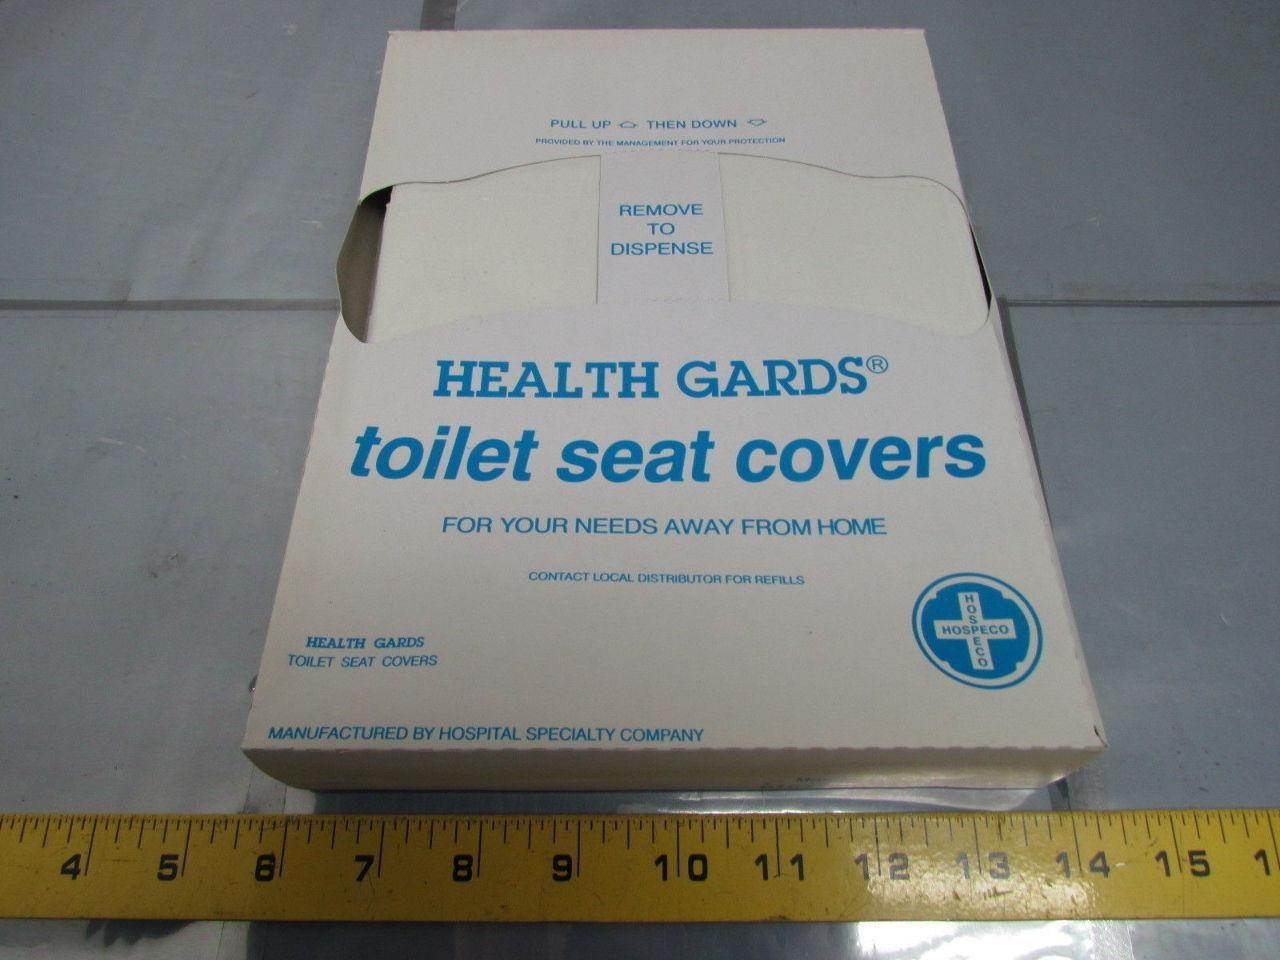 PULL UP THEN DOWN
PROVIDED BY THE MANAGEMENT FOR YOUR PROTECTION
REMOVE
TO
DISPENSE
HEALTH GARDS®
toilet seat covers
FOR YOUR NEEDS AWAY FROM HOME
CONTACT LOCAL DISTRIBUTOR FOR REFILLS
HOSPECO
HOSPECO
HEALTH GARDS
TOILET SEAT COVERS
MANUFACTURED BY HOSPITAL SPECIALTY COMPANY
4 5 6 7 8 9 10 11 12 13 14 15 1